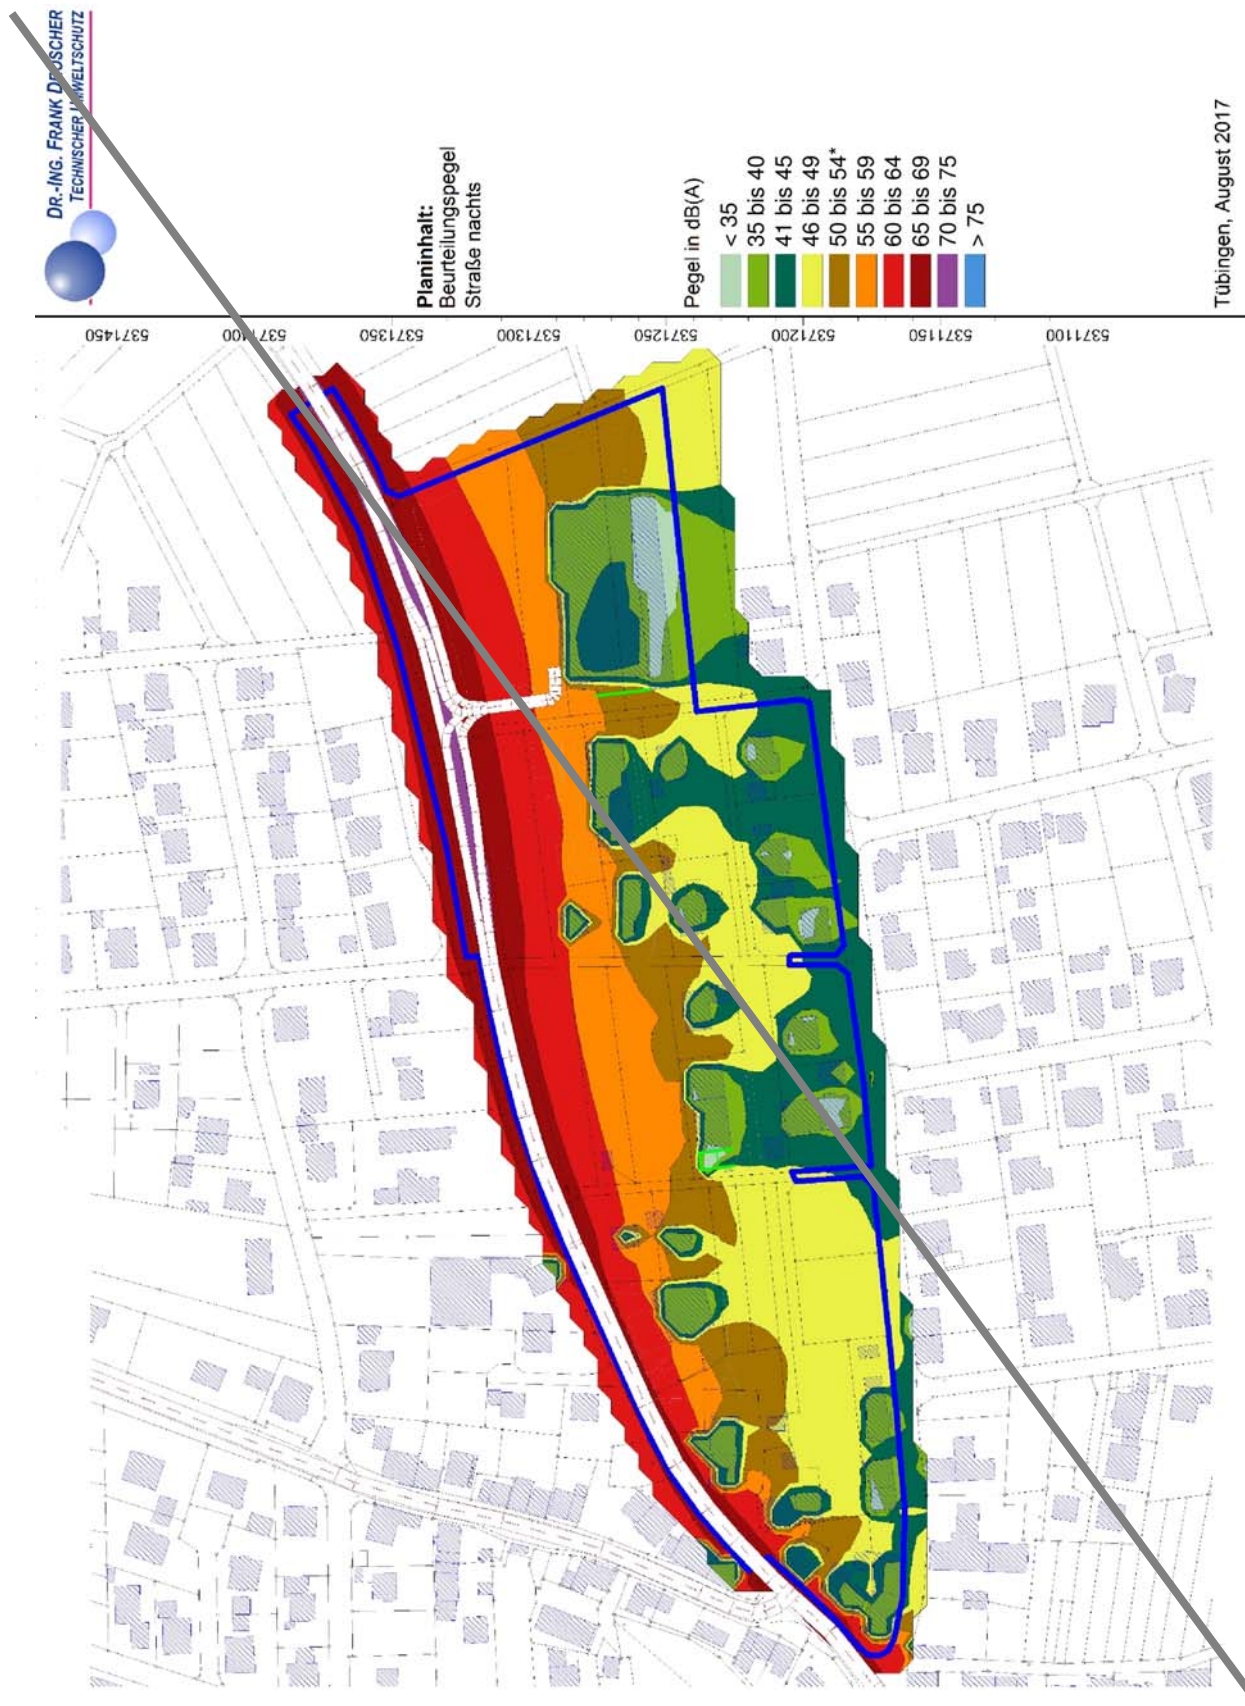 DR.-ING. FRANK DRÖSCHER
TECHNISCHER UMWELTSCHUTZ
Planinhalt:
Beurteilungspegel
Straße nachts
Pegel in dB(A)
< 35
35 bis 40
41 bis 45
46 bis 49
50 bis 54*
55 bis 59
60 bis 64
65 bis 69
70 bis 75
> 75
Tübingen, August 2017
5371450
5371400
5371350
5371300
5371250
5371200
5371150
5371100